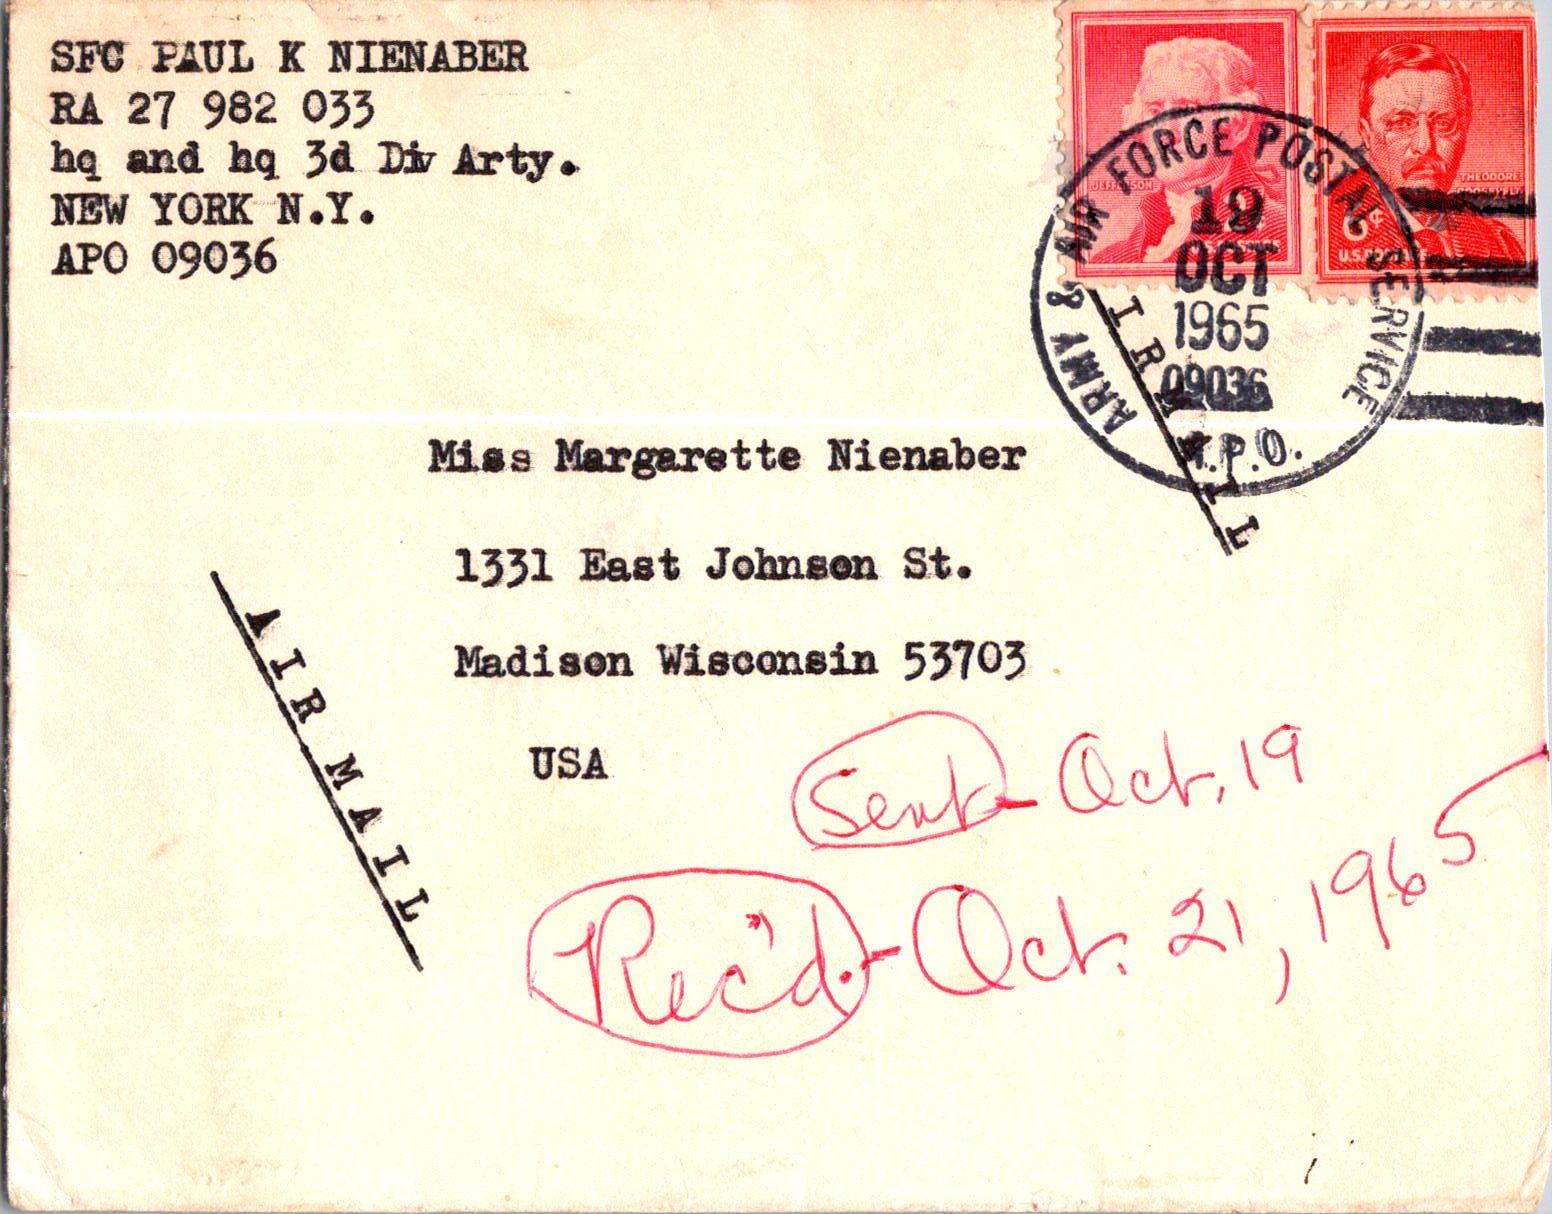 SFC PAUL K NIENABER
RA 27 982 033
hq and hq 3d Div Arty.
NEW YORK N.Y.
APO 09036
JEFFERSON
THEODORE
ROOSEVELT
6¢
U.S. POSTAGE
ARMY & AIR FORCE POSTAL SERVICE
19
OCT
1965
09036
A.P.O.
AIR MAIL
Miss Margarette Nienaber
1331 East Johnson St.
Madison Wisconsin 53703
USA
AIR MAIL
Sent - Oct. 19
Rec'd. - Oct. 21, 1965